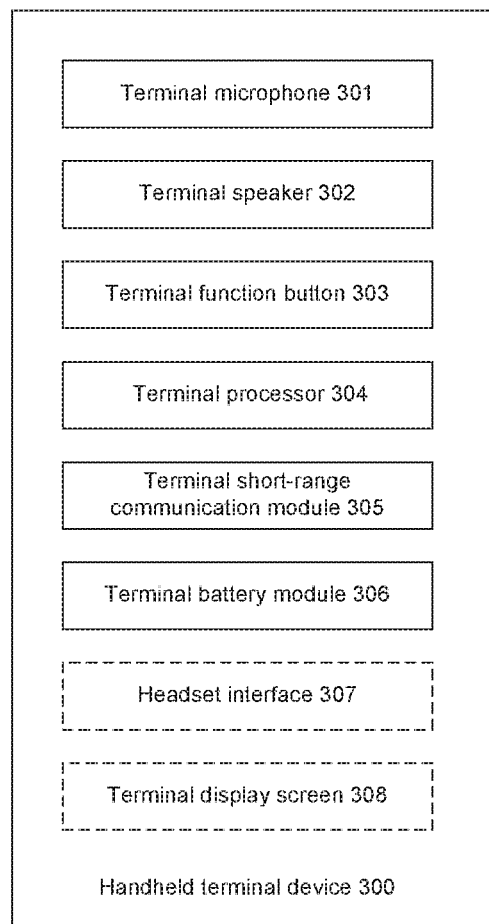 Terminal microphone 301
Terminal speaker 302
Terminal function button 303
Terminal processor 304
Terminal short-range
communication module 305
Terminal battery module 306
Headset interface 307
Terminal display screen 308
Handheld terminal device 300